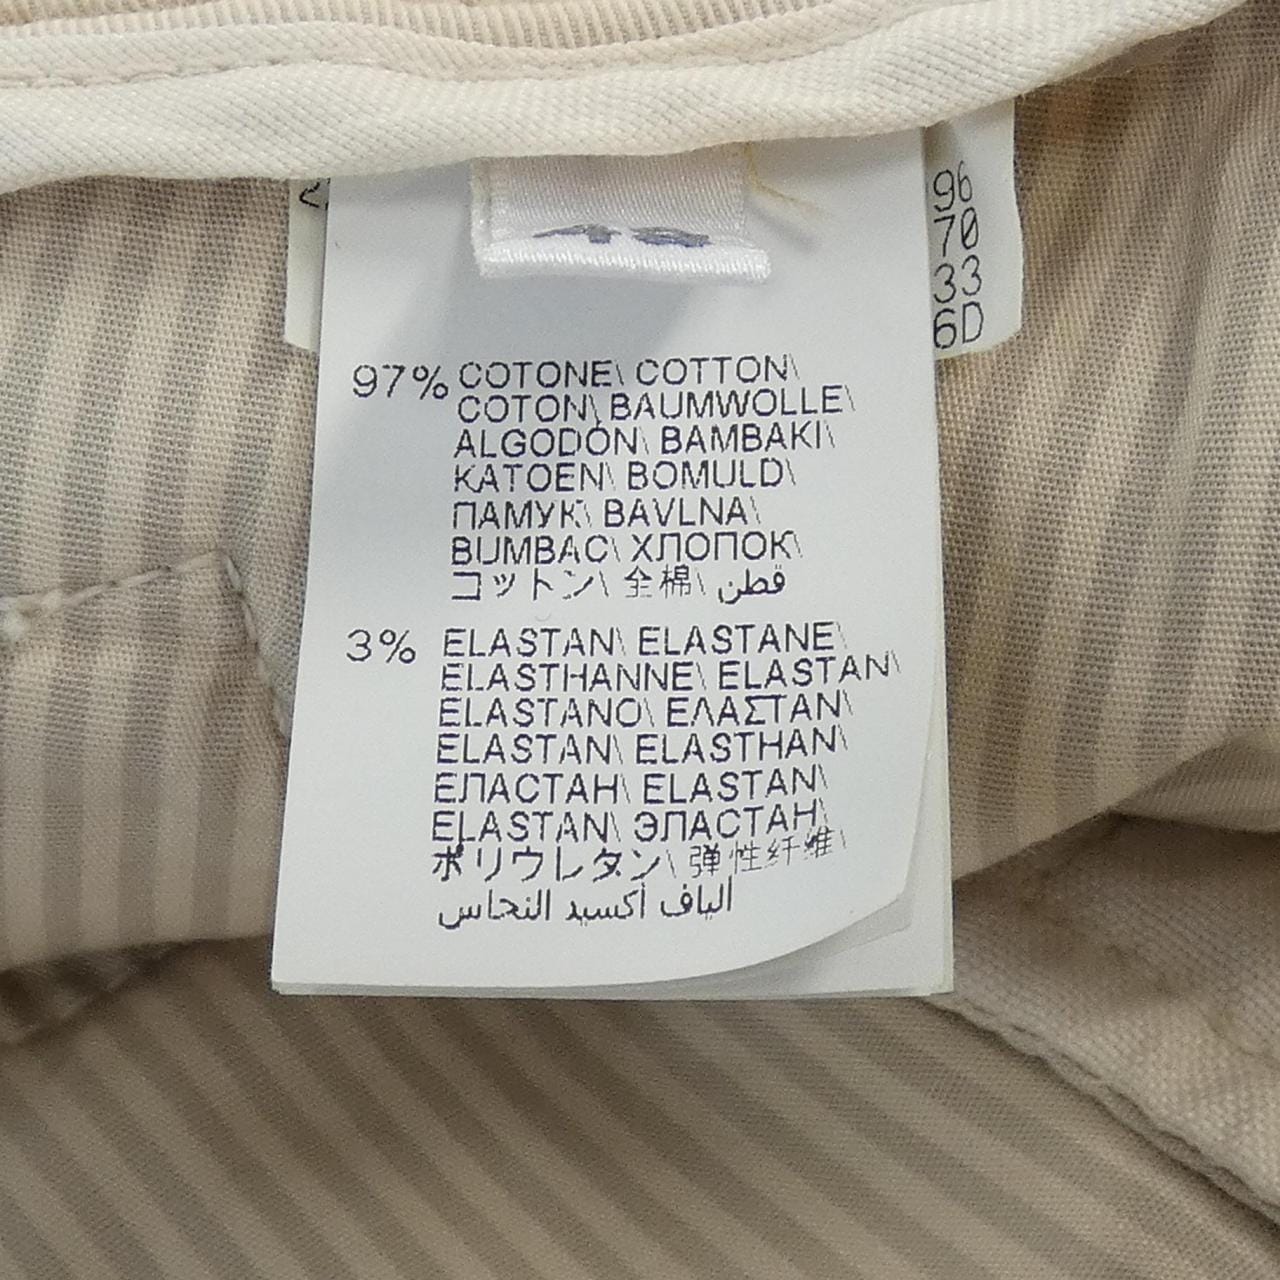 96
70
33
6D
97% COTONE\ COTTON\
COTON\ BAUMWOLLE\
ALGODÓN\ BAMBAKI\
KATOEN\ BOMULD\
ПАМУК\ BAVLNA\
BUMBAC\ ХЛОПОК\
コットン\ 全棉\ قطن
3% ELASTAN\ ELASTANE\
ELASTHANNE\ ELASTAN\
ELASTANO\ ΕΛΑΣΤΑΝ\
ELASTAN\ ELASTHAN\
ЕЛАСТАН\ ELASTAN\
ELASTAN\ ЭЛАСТАН\
ポリウレタン\ 弹性纤维\
ألياف أكسيد النحاس